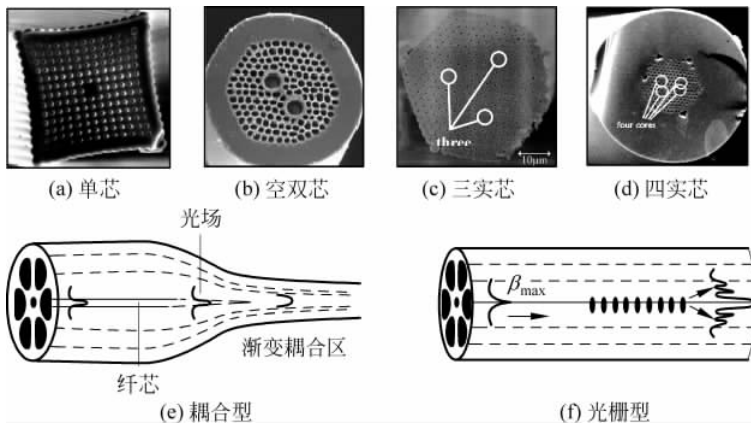 three
10μm
four cores
(a) 单芯
(b) 空双芯
(c) 三实芯
(d) 四实芯
光场
渐变耦合区
纤芯
(e) 耦合型
βmax
(f) 光栅型